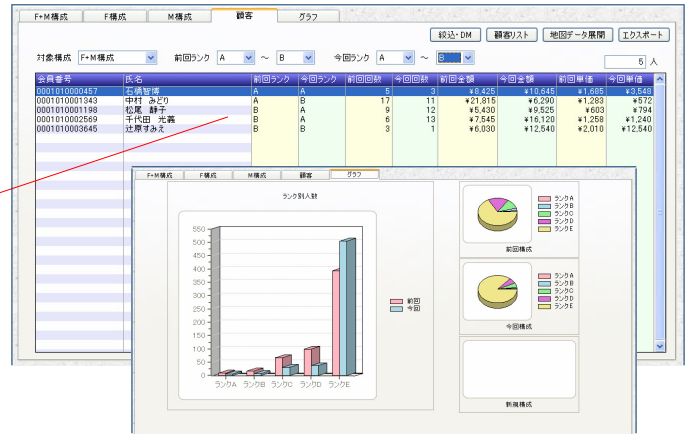 F+M構成 F構成 M構成 顧客 グラフ
絞込・DM 顧客リスト 地図データ展開 エクスポート
対象構成 F+M構成 前回ランク A ～ B 今回ランク A ～ B
5 人
会員番号 氏名 前回ランク 今回ランク 前回回数 今回回数 前回金額 今回金額 前回単価 今回単価
0001010000457 石橋智博 A A 5 3 ¥8,425 ¥10,645 ¥1,685 ¥3,548
0001010001343 中村 みどり A B 17 11 ¥21,815 ¥6,290 ¥1,283 ¥572
0001010001198 松尾 静子 B A 9 12 ¥5,430 ¥9,525 ¥603 ¥794
0001010002569 千代田 光義 B A 6 13 ¥7,545 ¥16,120 ¥1,258 ¥1,240
0001010003645 辻原すみえ B B 3 1 ¥6,030 ¥12,540 ¥2,010 ¥12,540
F+M構成 F構成 M構成 顧客 グラフ
ランク別人数
550
500
450
400
350
300
250
200
150
100
50
0
ランクA ランクB ランクC ランクD ランクE
前回
今回
ランクA
ランクB
ランクC
ランクD
ランクE
前回構成
ランクA
ランクB
ランクC
ランクD
ランクE
今回構成
新規構成